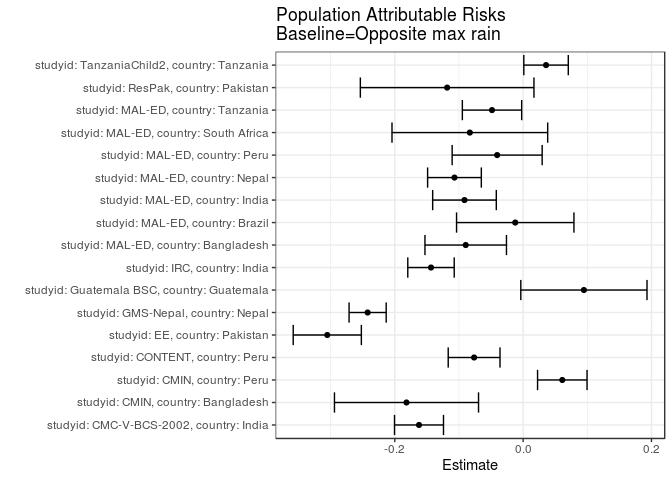 Population Attributable Risks
Baseline=Opposite max rain
studyid: TanzaniaChild2, country: Tanzania
studyid: ResPak, country: Pakistan
studyid: MAL-ED, country: Tanzania
studyid: MAL-ED, country: South Africa
studyid: MAL-ED, country: Peru
studyid: MAL-ED, country: Nepal
studyid: MAL-ED, country: India
studyid: MAL-ED, country: Brazil
studyid: MAL-ED, country: Bangladesh
studyid: IRC, country: India
studyid: Guatemala BSC, country: Guatemala
studyid: GMS-Nepal, country: Nepal
studyid: EE, country: Pakistan
studyid: CONTENT, country: Peru
studyid: CMIN, country: Peru
studyid: CMIN, country: Bangladesh
studyid: CMC-V-BCS-2002, country: India
-0.2 0.0 0.2
Estimate